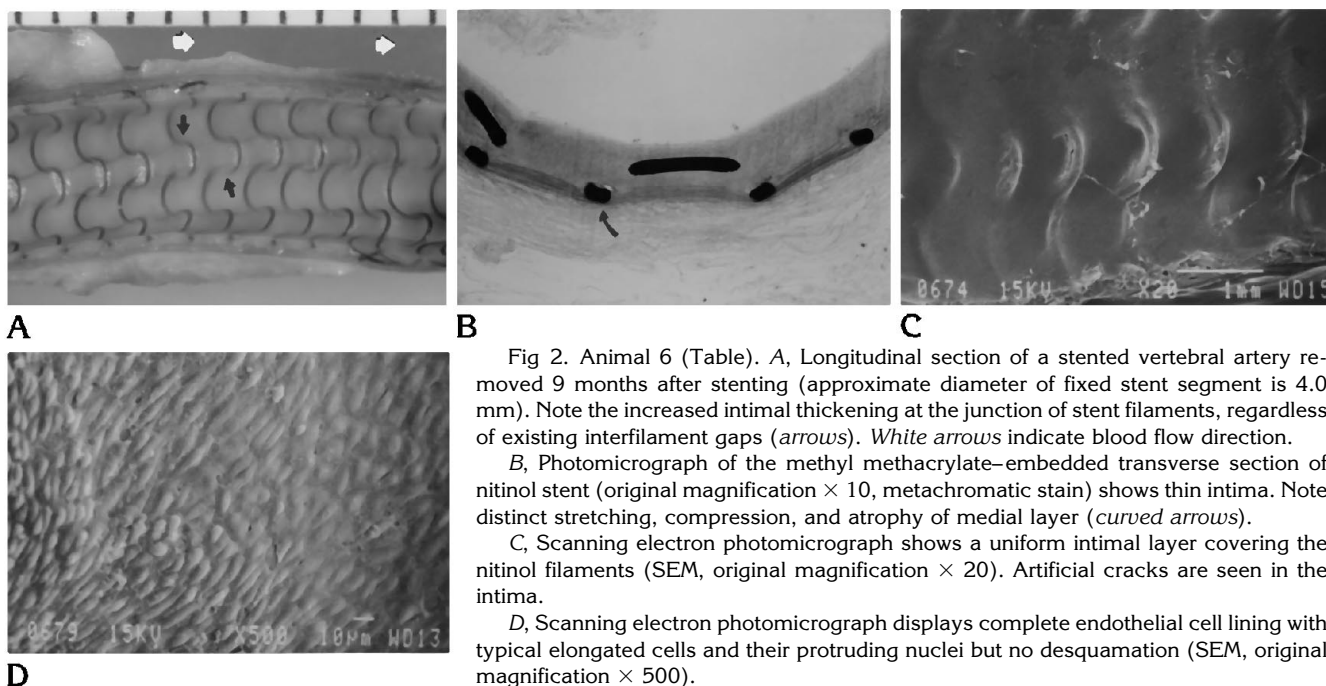 A
B
C
0674 15KV X20 1mm WD15
0679 15KV X500 10µm WD13
D
Fig 2. Animal 6 (Table). A, Longitudinal section of a stented vertebral artery re-
moved 9 months after stenting (approximate diameter of fixed stent segment is 4.0
mm). Note the increased intimal thickening at the junction of stent filaments, regardless
of existing interfilament gaps (arrows). White arrows indicate blood flow direction.
B, Photomicrograph of the methyl methacrylate–embedded transverse section of
nitinol stent (original magnification × 10, metachromatic stain) shows thin intima. Note
distinct stretching, compression, and atrophy of medial layer (curved arrows).
C, Scanning electron photomicrograph shows a uniform intimal layer covering the
nitinol filaments (SEM, original magnification × 20). Artificial cracks are seen in the
intima.
D, Scanning electron photomicrograph displays complete endothelial cell lining with
typical elongated cells and their protruding nuclei but no desquamation (SEM, original
magnification × 500).